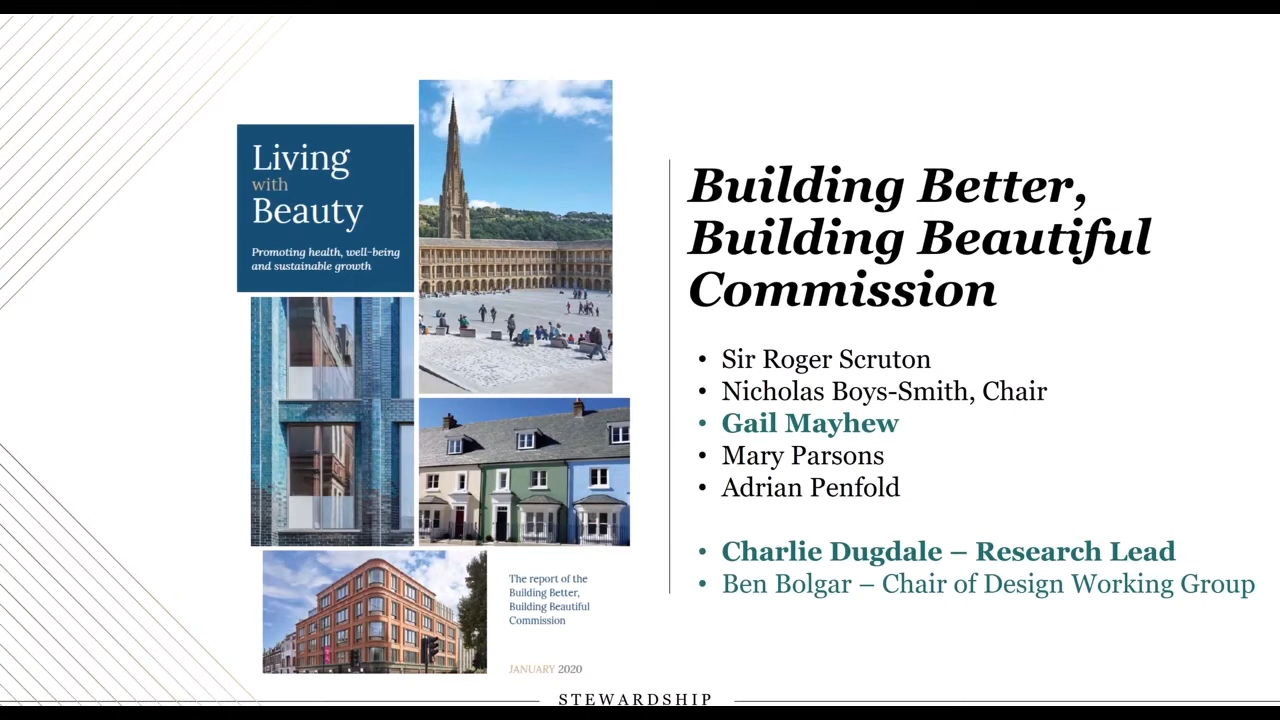 Living
with
Beauty
Promoting health, well-being
and sustainable growth
The report of the
Building Better,
Building Beautiful
Commission
JANUARY 2020
Building Better,
Building Beautiful
Commission
• Sir Roger Scruton
• Nicholas Boys-Smith, Chair
• Gail Mayhew
• Mary Parsons
• Adrian Penfold
• Charlie Dugdale – Research Lead
• Ben Bolgar – Chair of Design Working Group
STEWARDSHIP